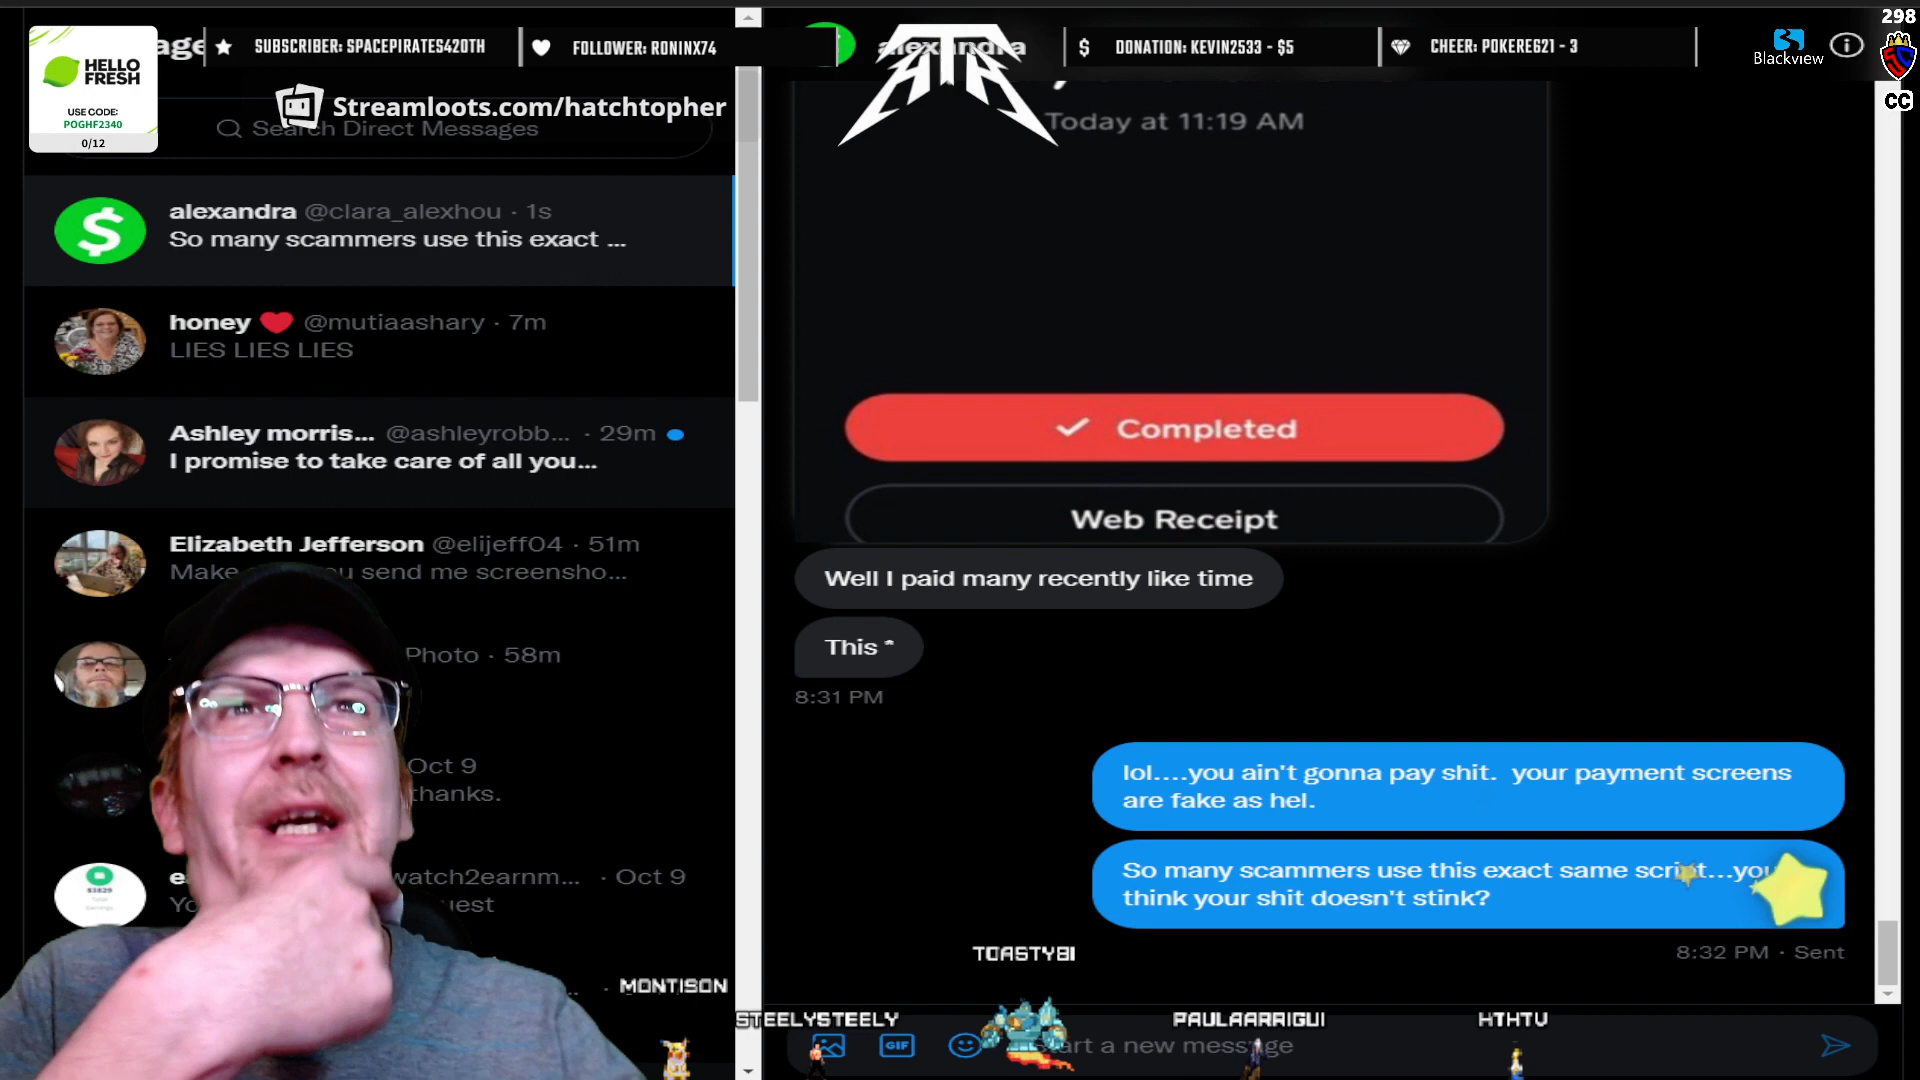 298
HELLO
FRESH
USE CODE:
POGHF2340
0/12
SUBSCRIBER: SPACEPIRATES420TH
FOLLOWER: RONINX74
alexandra
DONATION: KEVIN2533 - $5
CHEER: POKERE621 - 3
Blackview
CC
Streamloots.com/hatchtopher
Search Direct Messages
Today at 11:19 AM
alexandra @clara_alexhou · 1s
So many scammers use this exact ...
honey @mutiaashary · 7m
LIES LIES LIES
Ashley morris... @ashleyrobb... · 29m
I promise to take care of all you...
Elizabeth Jefferson @elijeff04 · 51m
send me screensho...
Photo · 58m
Oct 9
thanks.
watch2earnm... · Oct 9
Completed
Web Receipt
Well I paid many recently like time
This *
8:31 PM
lol....you ain't gonna pay shit. your payment screens
are fake as hel.
So many scammers use this exact same script...you
think your shit doesn't stink?
8:32 PM · Sent
TOASTYBI
MONTISON
STEELYSTEELY
PAULAARRIGUI
HTHTV
GIF
art a new message